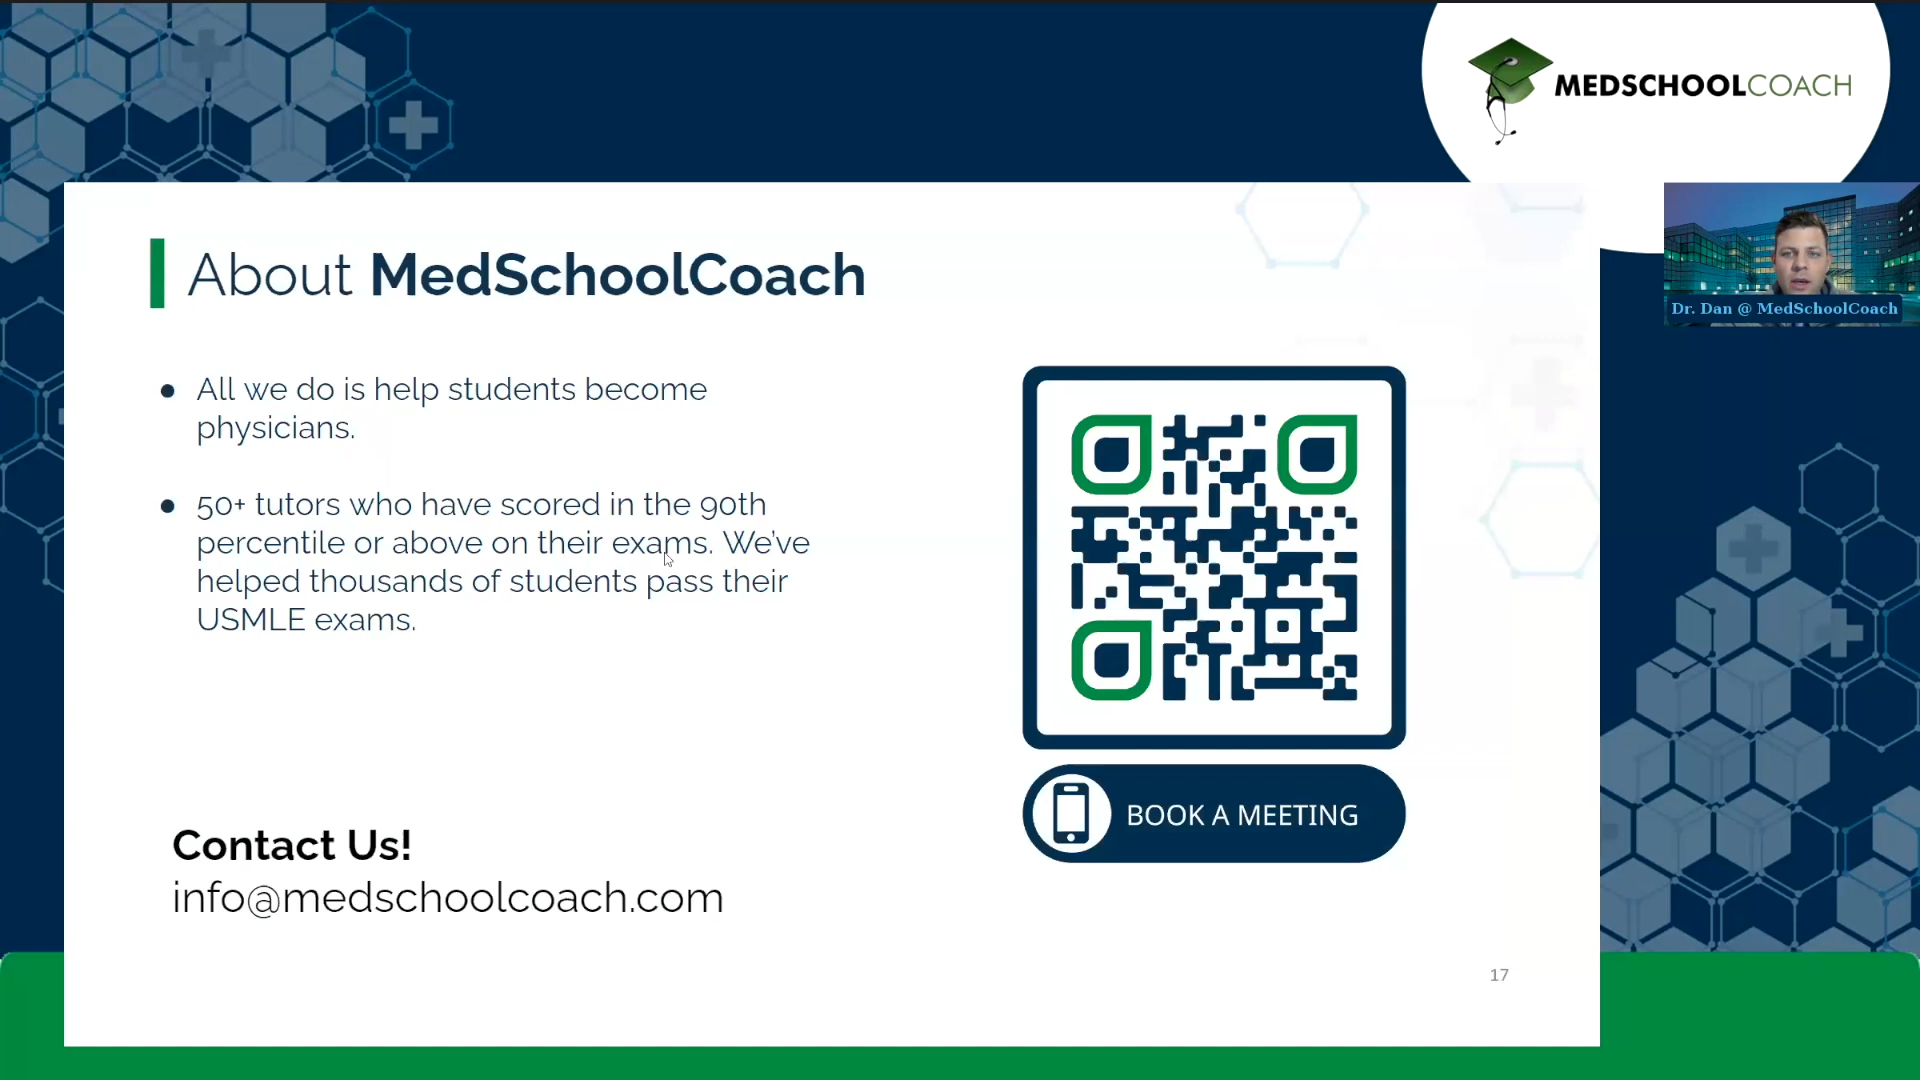 MEDSCHOOLCOACH
About MedSchoolCoach
Dr. Dan @ MedSchoolCoach
● All we do is help students become
physicians.
● 50+ tutors who have scored in the 90th
percentile or above on their exams. We’ve
helped thousands of students pass their
USMLE exams.
BOOK A MEETING
Contact Us!
info@medschoolcoach.com
17